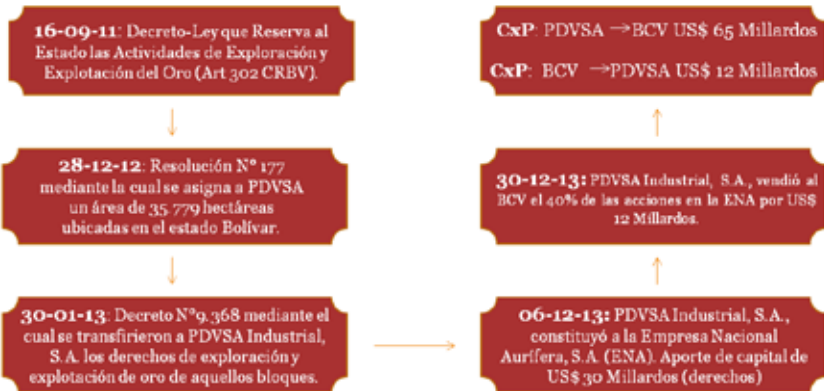 16-09-11: Decreto-Ley que Reserva al
Estado las Actividades de Exploración y
Explotación del Oro (Art 302 CRBV).
28-12-12: Resolución N° 177
mediante la cual se asigna a PDVSA
un área de 35.779 hectáreas
ubicadas en el estado Bolívar.
30-01-13: Decreto N°9.368 mediante el
cual se transfirieron a PDVSA Industrial,
S.A. los derechos de exploración y
explotación de oro de aquellos bloques.
06-12-13: PDVSA Industrial, S.A.,
constituyó a la Empresa Nacional
Aurífera, S.A. (ENA). Aporte de capital de
US$ 30 Millardos (derechos)
30-12-13: PDVSA Industrial, S.A., vendió al
BCV el 40% de las acciones en la ENA por US$
12 Millardos.
CxP: PDVSA →BCV US$ 65 Millardos
CxP: BCV →PDVSA US$ 12 Millardos